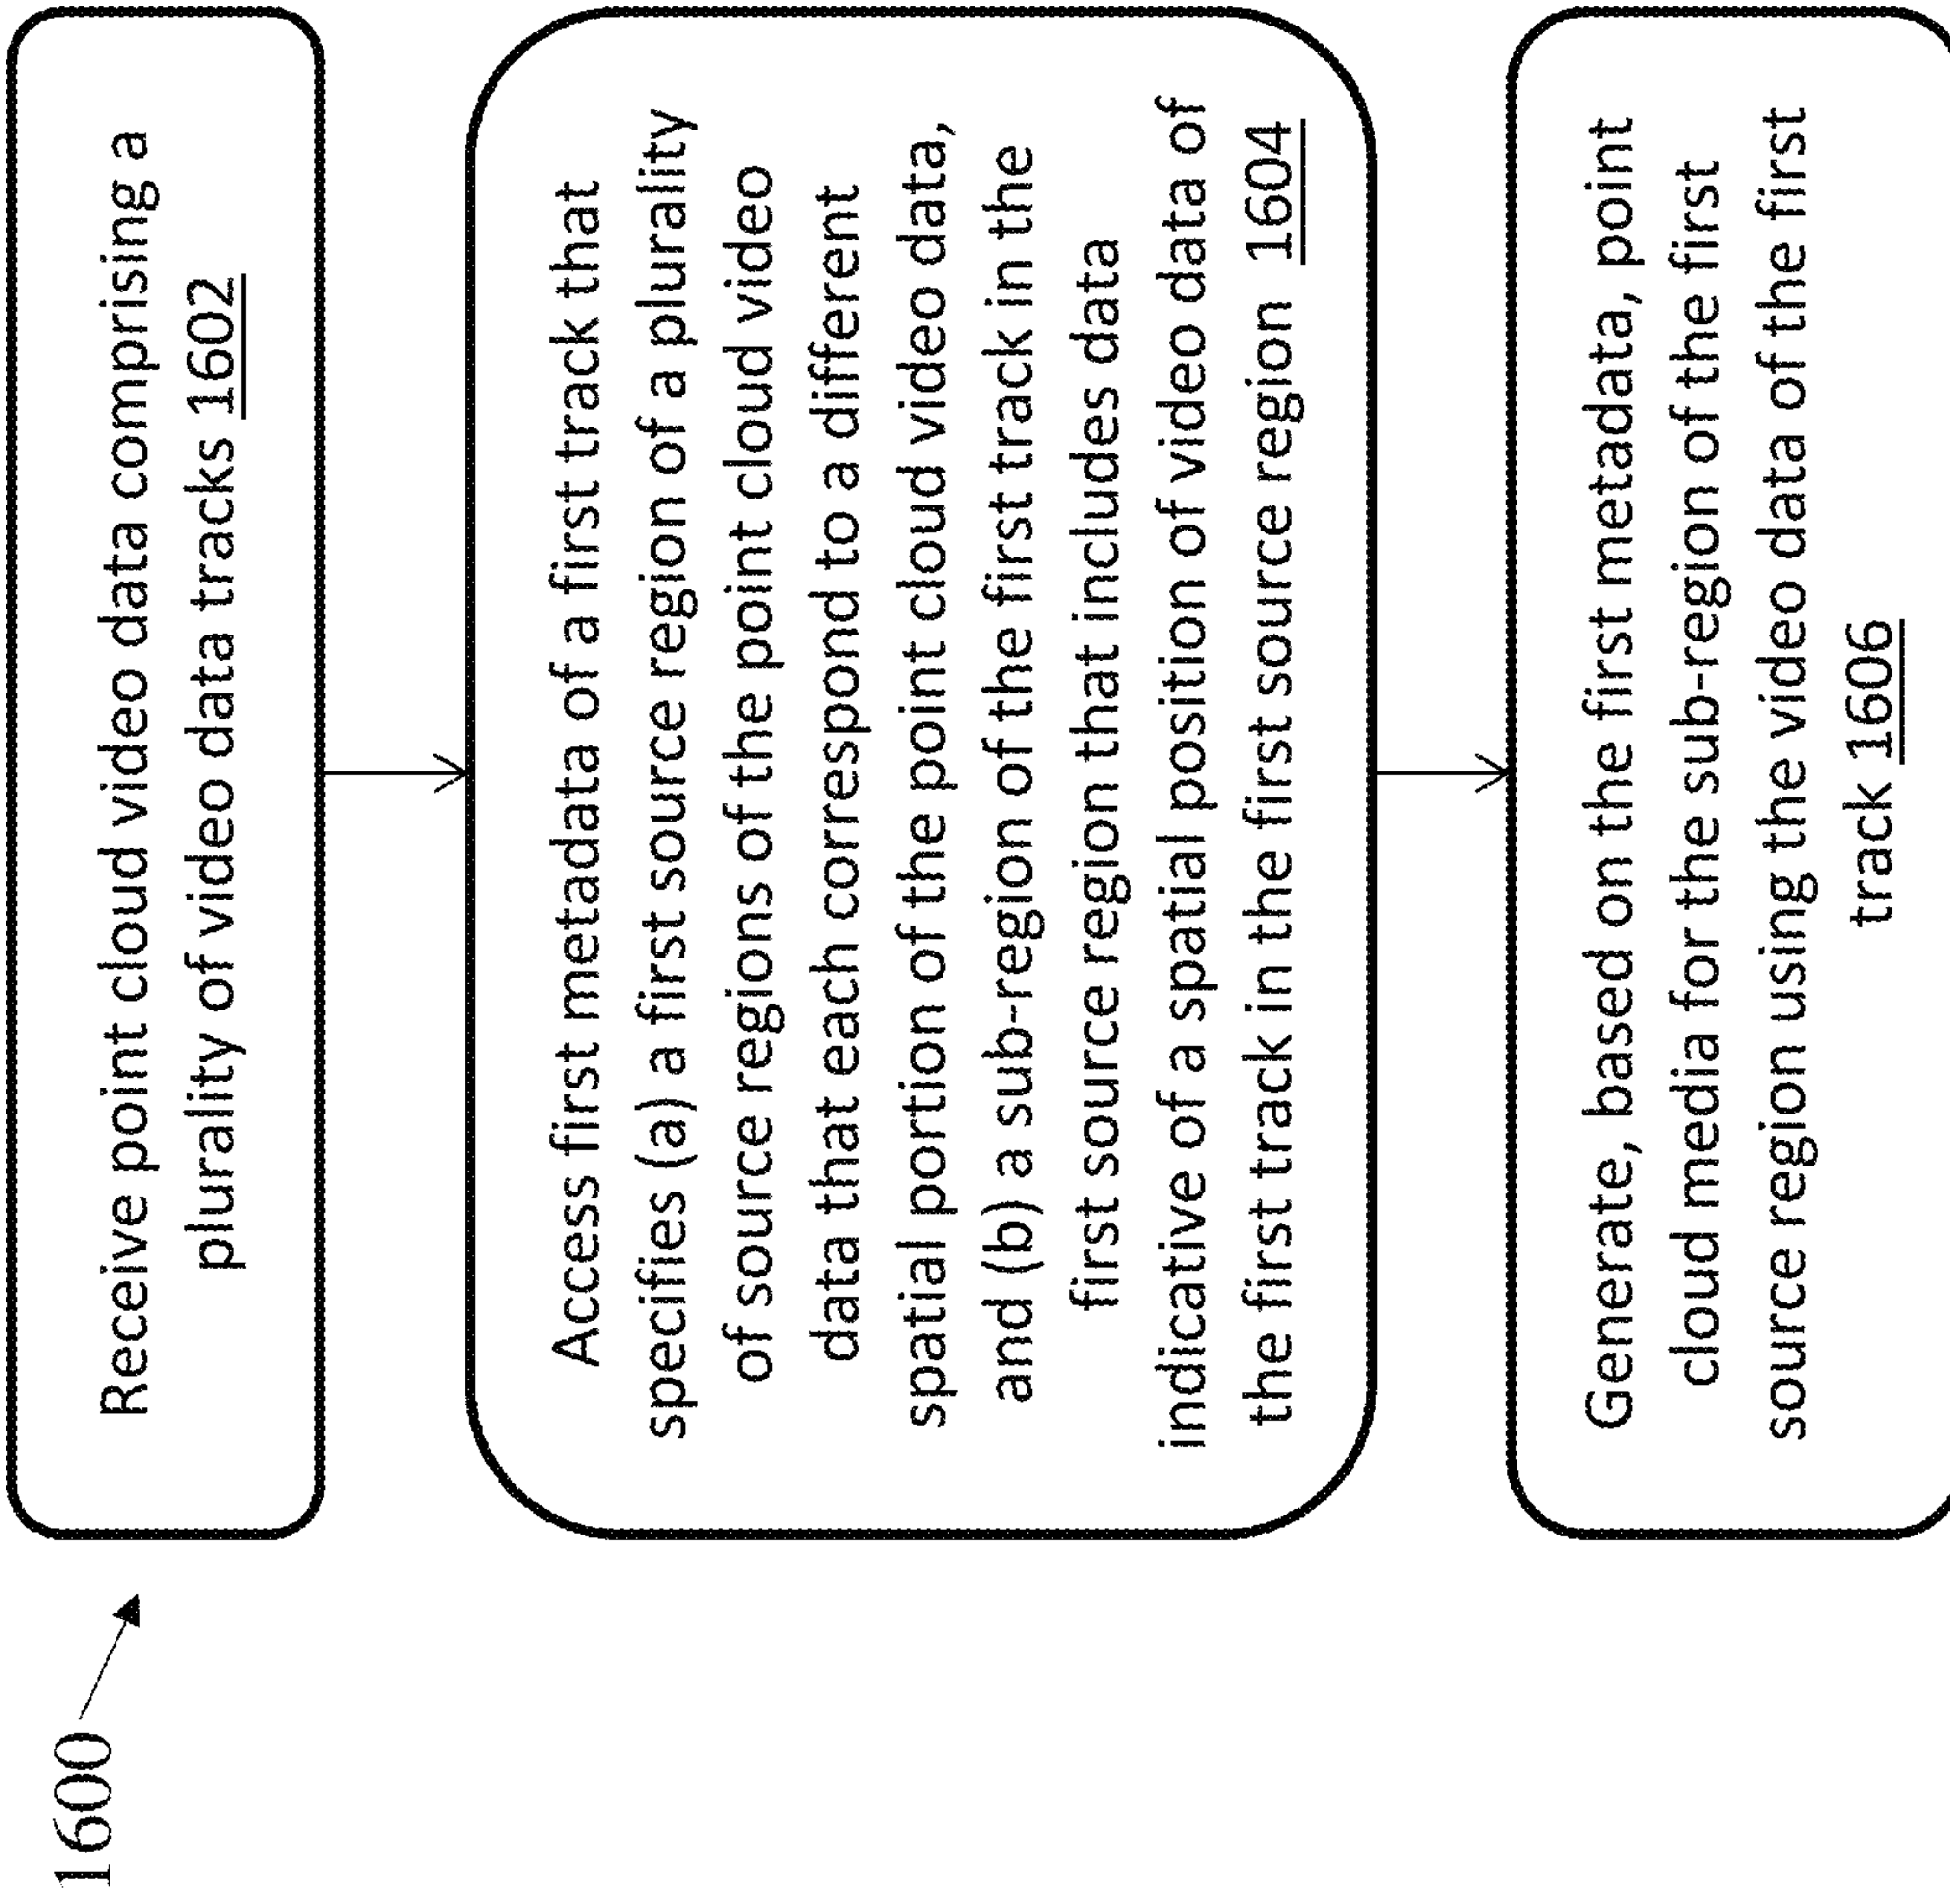 1600
Receive point cloud video data comprising a
plurality of video data tracks 1602
Access first metadata of a first track that
specifies (a) a first source region of a plurality
of source regions of the point cloud video
data that each correspond to a different
spatial portion of the point cloud video data,
and (b) a sub-region of the first track in the
first source region that includes data
indicative of a spatial position of video data of
the first track in the first source region 1604
Generate, based on the first metadata, point
cloud media for the sub-region of the first
source region using the video data of the first
track 1606